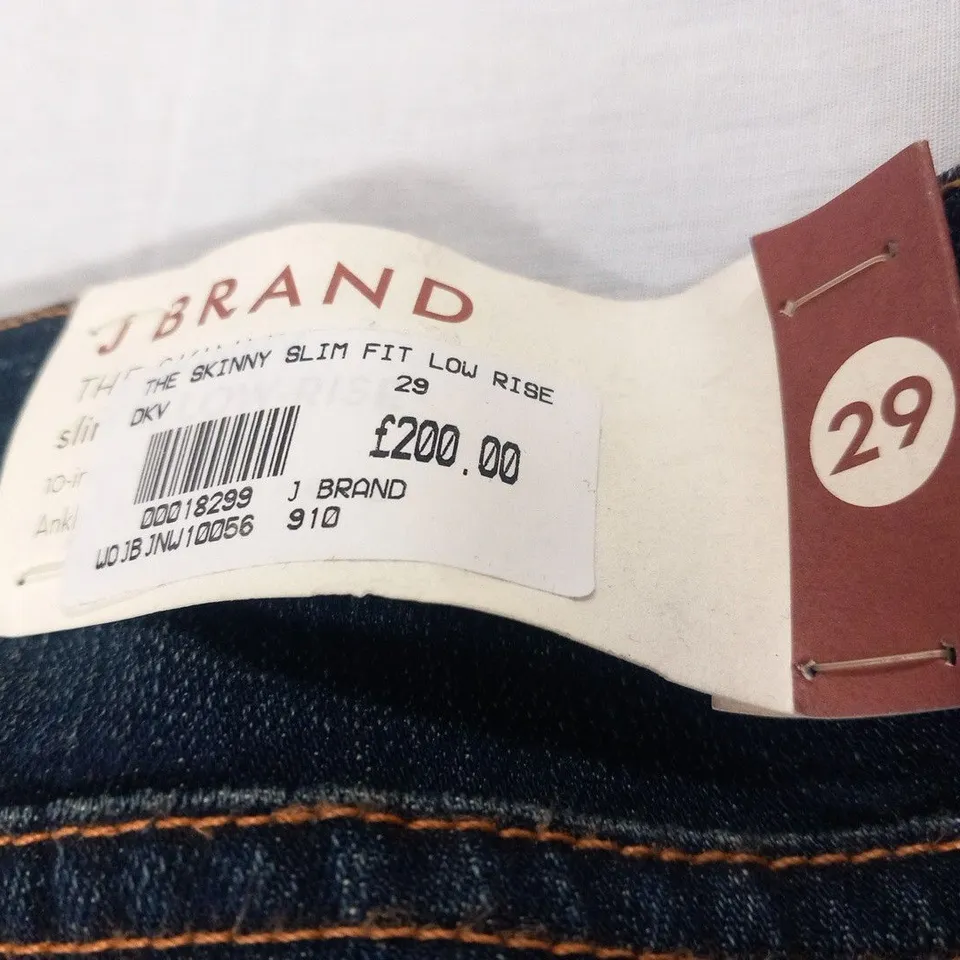 J BRAND
THE SKINNY SLIM FIT LOW RISE
DKV 29
£200.00
00018299 J BRAND
WOJBJNW10056 910
29